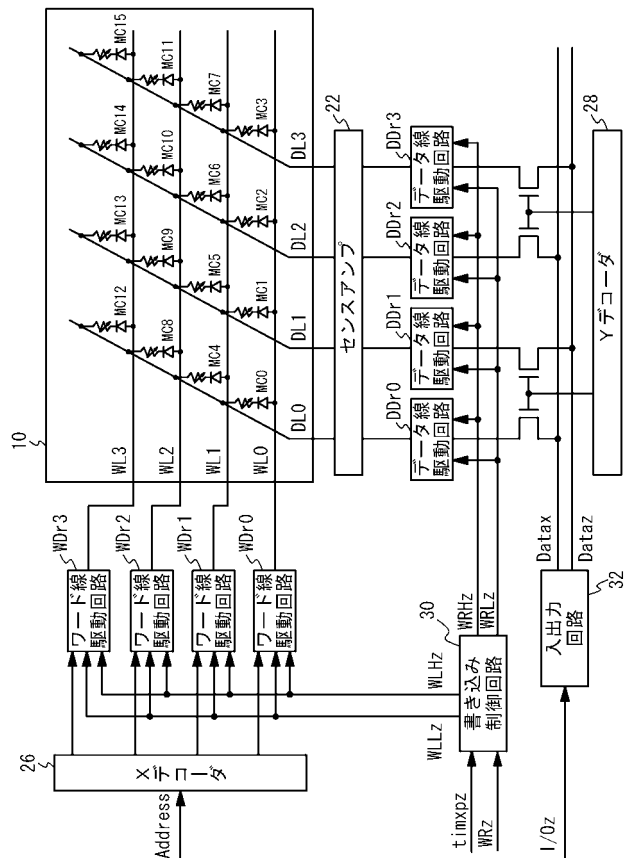 10
MC12
MC13
MC14
MC15
WL3
MC8
MC9
MC10
MC11
WL2
MC4
MC5
MC6
MC7
WL1
MC0
MC1
MC2
MC3
WL0
DL0
DL1
DL2
DL3
26
Xデコーダ
Address
WDr3
ワード線
駆動回路
WDr2
ワード線
駆動回路
WDr1
ワード線
駆動回路
WDr0
ワード線
駆動回路
22
センスアンプ
DDr0
データ線
駆動回路
DDr1
データ線
駆動回路
DDr2
データ線
駆動回路
DDr3
データ線
駆動回路
WLLz
WLHz
30
書き込み
制御回路
timxpz
WRz
WRHz
WRLz
Datax
Dataz
I/Oz
入出力
回路
32
Yデコーダ
28